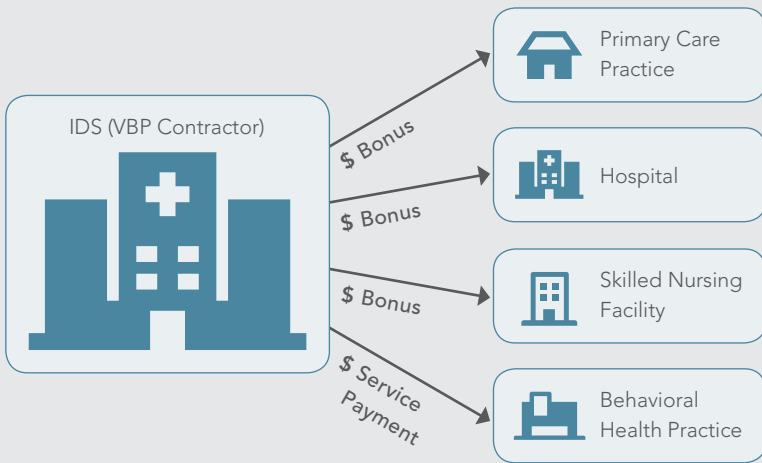 IDS (VBP Contractor)
$ Bonus
$ Bonus
$ Bonus
$ Service
Payment
Primary Care
Practice
Hospital
Skilled Nursing
Facility
Behavioral
Health Practice